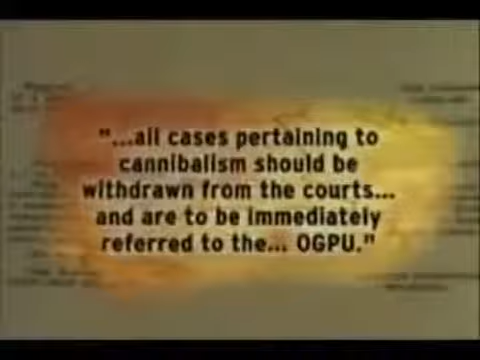 "...all cases pertaining to
cannibalism should be
withdrawn from the courts...
and are to be immediately
referred to the... OGPU."